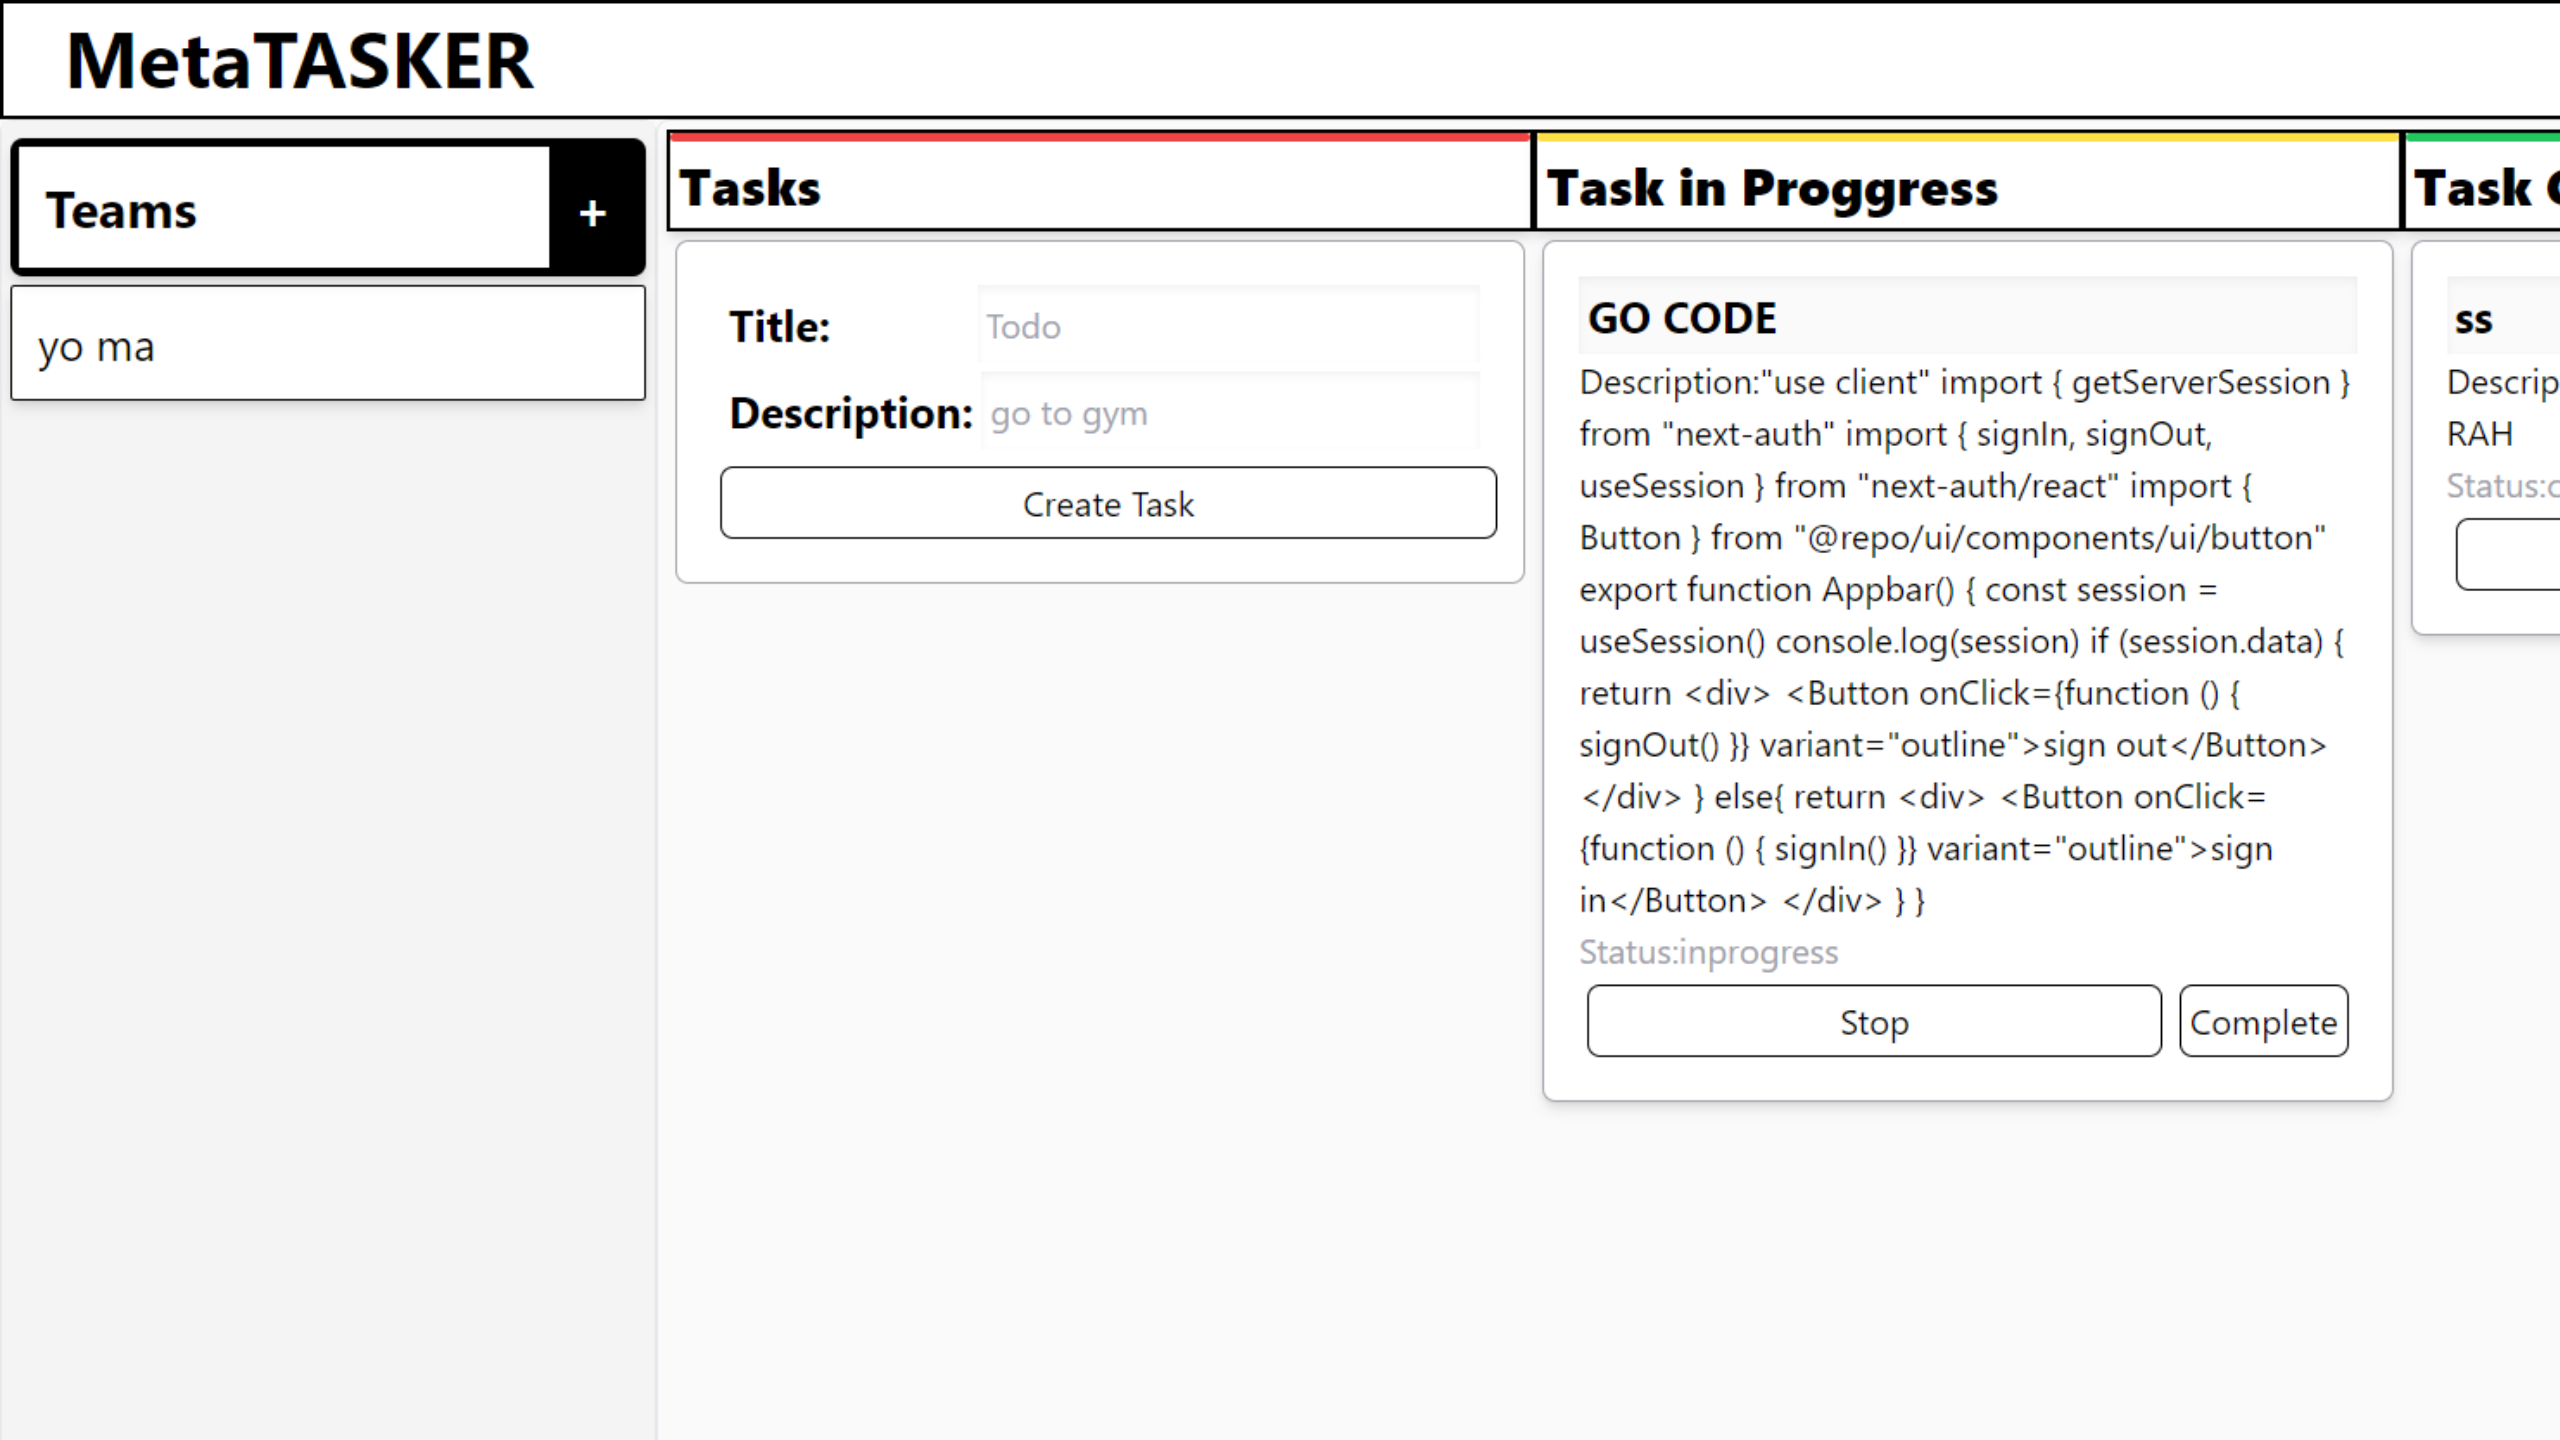 MetaTASKER
Teams
+
yo ma
Tasks
Title:
Todo
Description:
go to gym
Create Task
Task in Proggress
GO CODE
Description:"use client" import { getServerSession }
from "next-auth" import { signIn, signOut,
useSession } from "next-auth/react" import {
Button } from "@repo/ui/components/ui/button"
export function Appbar() { const session =
useSession() console.log(session) if (session.data) {
return <div> <Button onClick={function () {
signOut() }} variant="outline">sign out</Button>
</div> } else{ return <div> <Button onClick=
{function () { signIn() }} variant="outline">sign
in</Button> </div> } }
Status:inprogress
Stop
Complete
Task
ss
Descrip
RAH
Status: